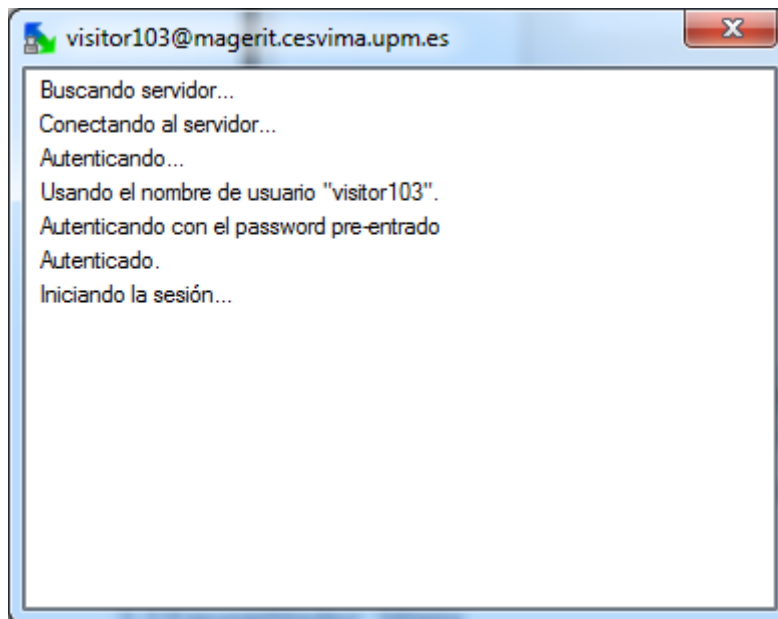 visitor103@magerit.cesvima.upm.es
Buscando servidor...
Conectando al servidor...
Autenticando...
Usando el nombre de usuario "visitor103".
Autenticando con el password pre-entrado
Autenticado.
Iniciando la sesión...